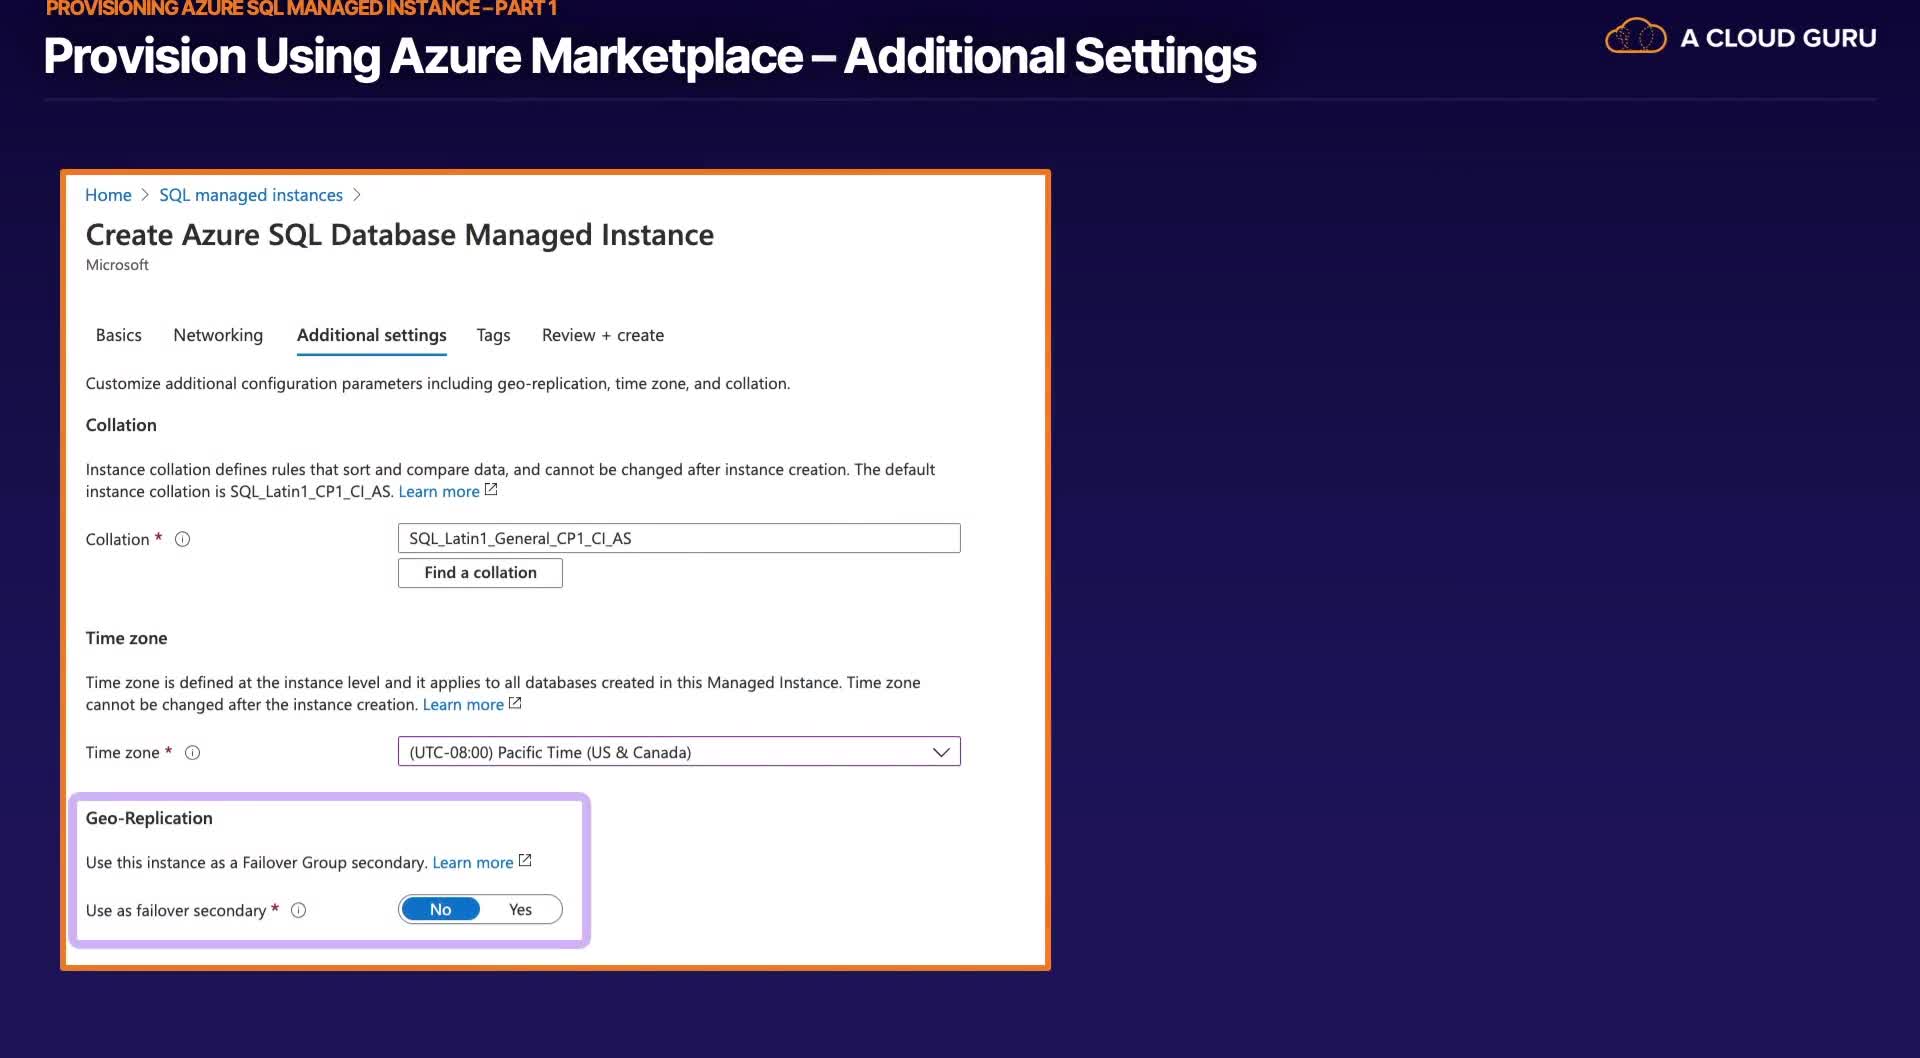 PROVISIONING AZURE SQL MANAGED INSTANCE – PART 1
Provision Using Azure Marketplace – Additional Settings
A CLOUD GURU
Home > SQL managed instances >
Create Azure SQL Database Managed Instance
Microsoft
Basics Networking Additional settings Tags Review + create
Customize additional configuration parameters including geo-replication, time zone, and collation.
Collation
Instance collation defines rules that sort and compare data, and cannot be changed after instance creation. The default
instance collation is SQL_Latin1_CP1_CI_AS. Learn more
Collation * SQL_Latin1_General_CP1_CI_AS
Find a collation
Time zone
Time zone is defined at the instance level and it applies to all databases created in this Managed Instance. Time zone
cannot be changed after the instance creation. Learn more
Time zone * (UTC-08:00) Pacific Time (US & Canada)
Geo-Replication
Use this instance as a Failover Group secondary. Learn more
Use as failover secondary * No Yes